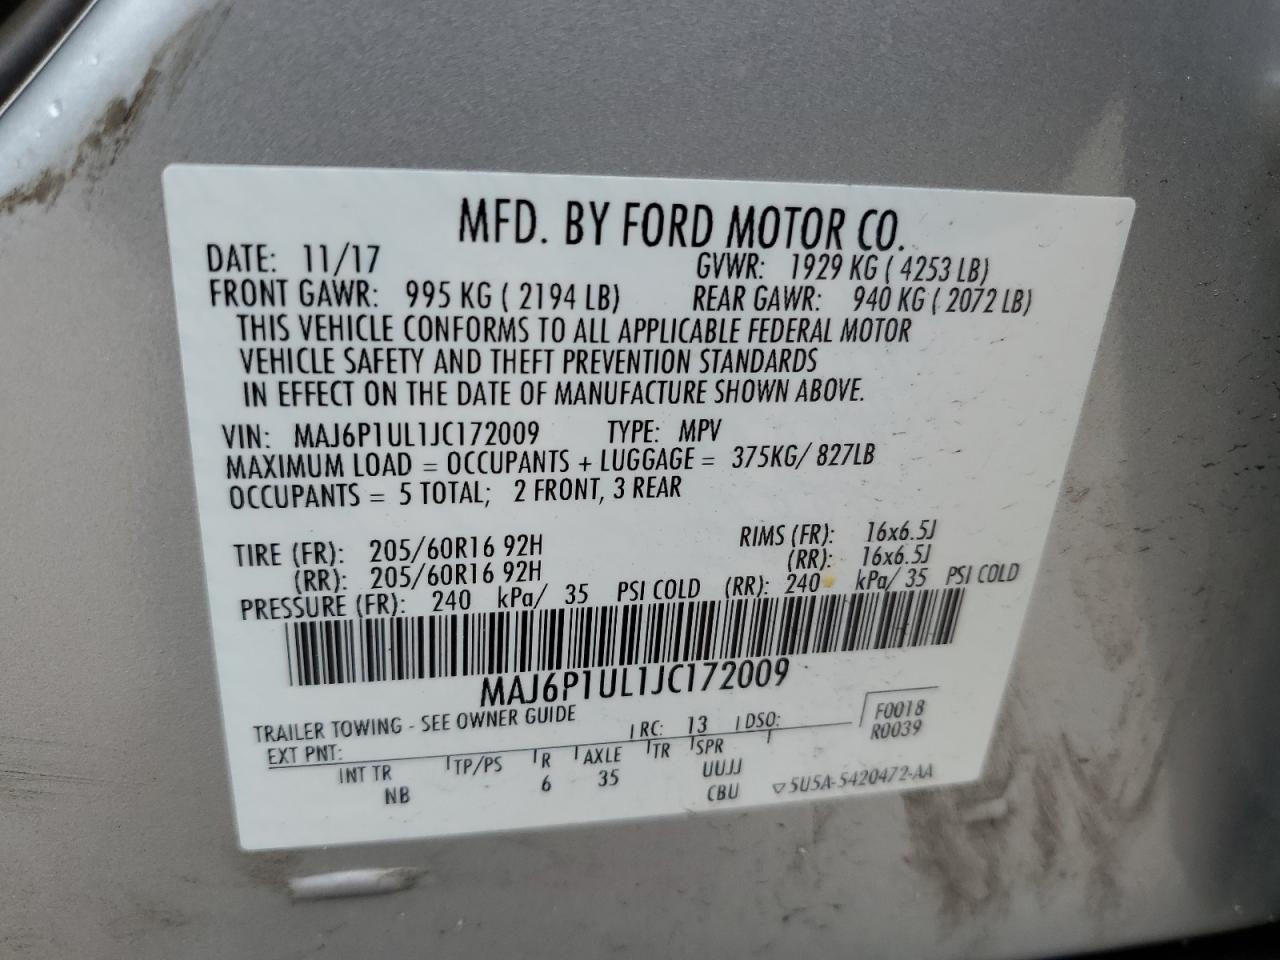 MFD. BY FORD MOTOR CO.
DATE: 11/17 GVWR: 1929 KG ( 4253 LB)
FRONT GAWR: 995 KG ( 2194 LB) REAR GAWR: 940 KG ( 2072 LB)
THIS VEHICLE CONFORMS TO ALL APPLICABLE FEDERAL MOTOR
VEHICLE SAFETY AND THEFT PREVENTION STANDARDS
IN EFFECT ON THE DATE OF MANUFACTURE SHOWN ABOVE.
VIN: MAJ6P1UL1JC172009 TYPE: MPV
MAXIMUM LOAD = OCCUPANTS + LUGGAGE = 375KG/ 827LB
OCCUPANTS = 5 TOTAL; 2 FRONT, 3 REAR
TIRE (FR): 205/60R16 92H RIMS (FR): 16x6.5J
(RR): 205/60R16 92H (RR): 16x6.5J
PRESSURE (FR): 240 kPa/ 35 PSI COLD (RR): 240 kPa/ 35 PSI COLD
MAJ6P1UL1JC172009
TRAILER TOWING - SEE OWNER GUIDE
EXT PNT: RC: 13 DSO: F0018
R0039
INT TR TP/PS R AXLE TR SPR
NB 6 35 UUJJ
CBU 5U5A-5420472-AA